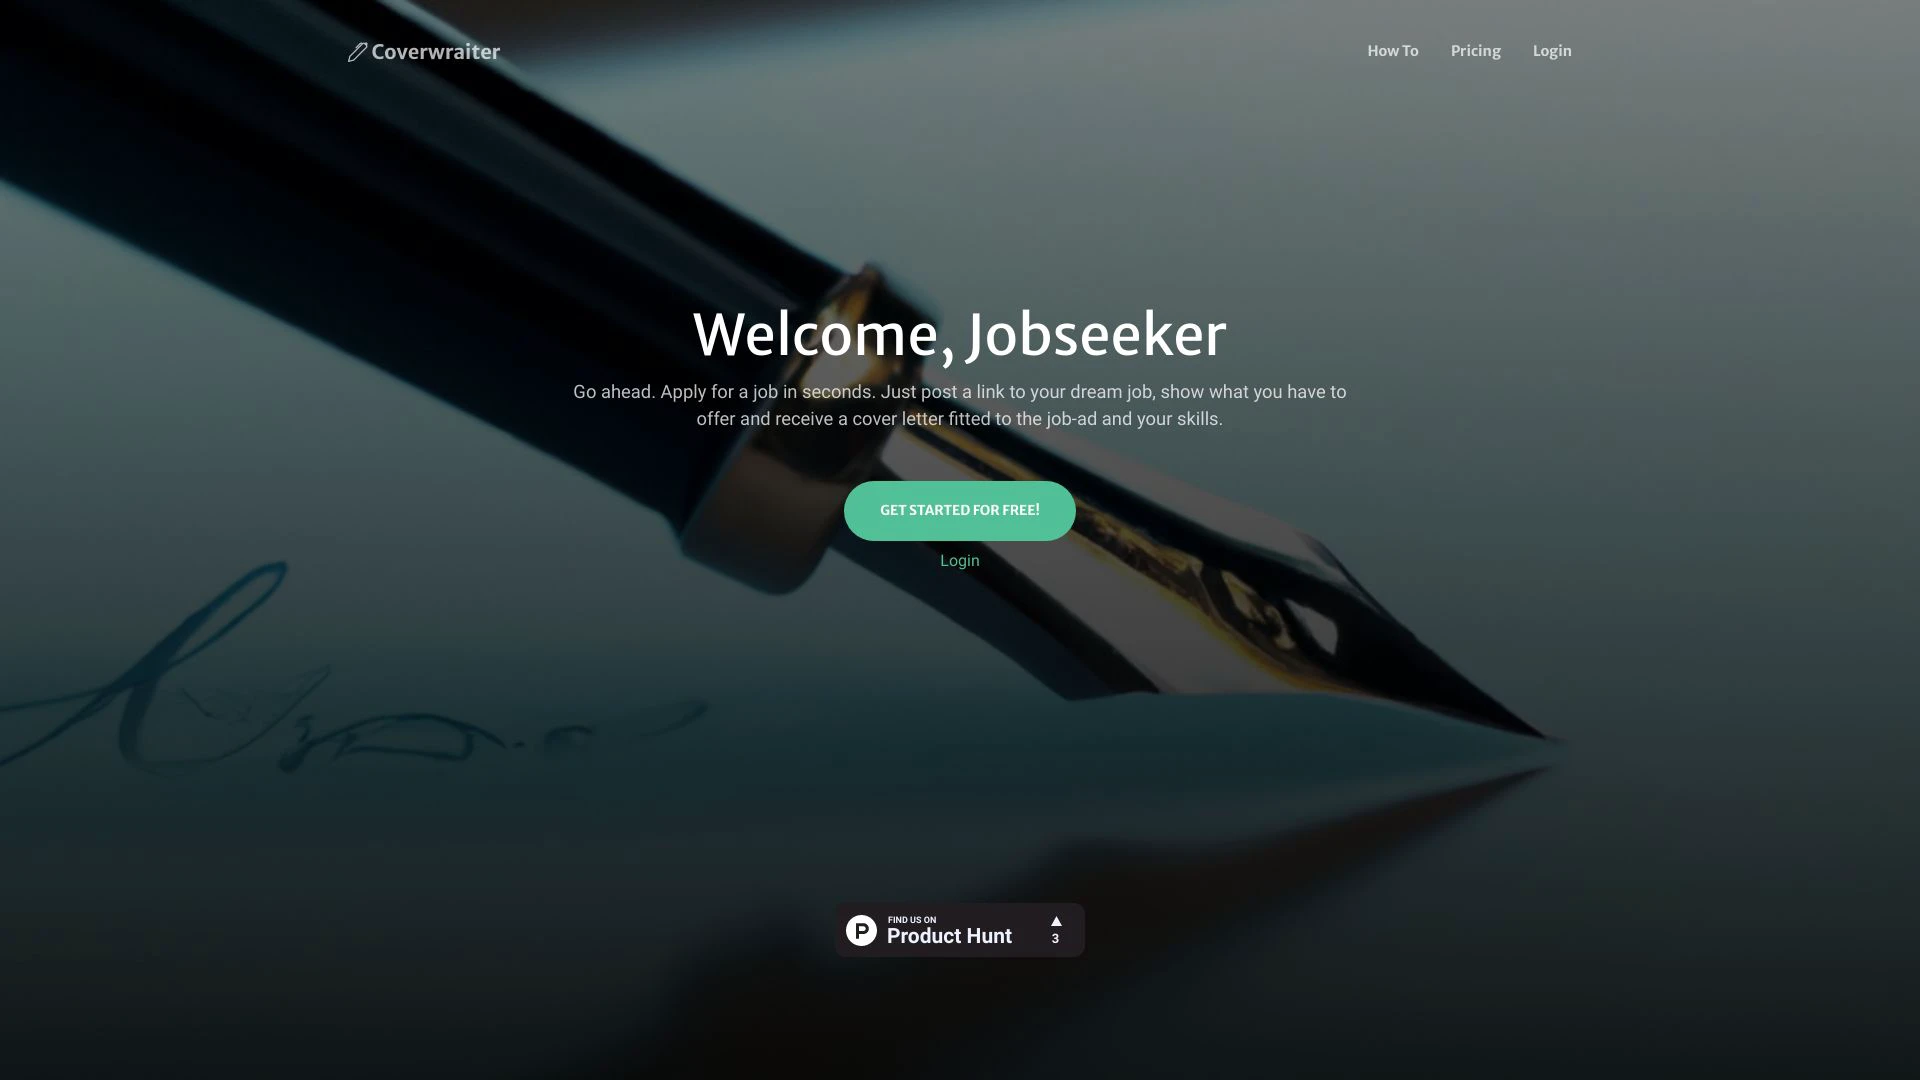 Coverwraiter
How To
Pricing
Login
Welcome, Jobseeker
Go ahead. Apply for a job in seconds. Just post a link to your dream job, show what you have to
offer and receive a cover letter fitted to the job-ad and your skills.
GET STARTED FOR FREE!
Login
FIND US ON
Product Hunt
3